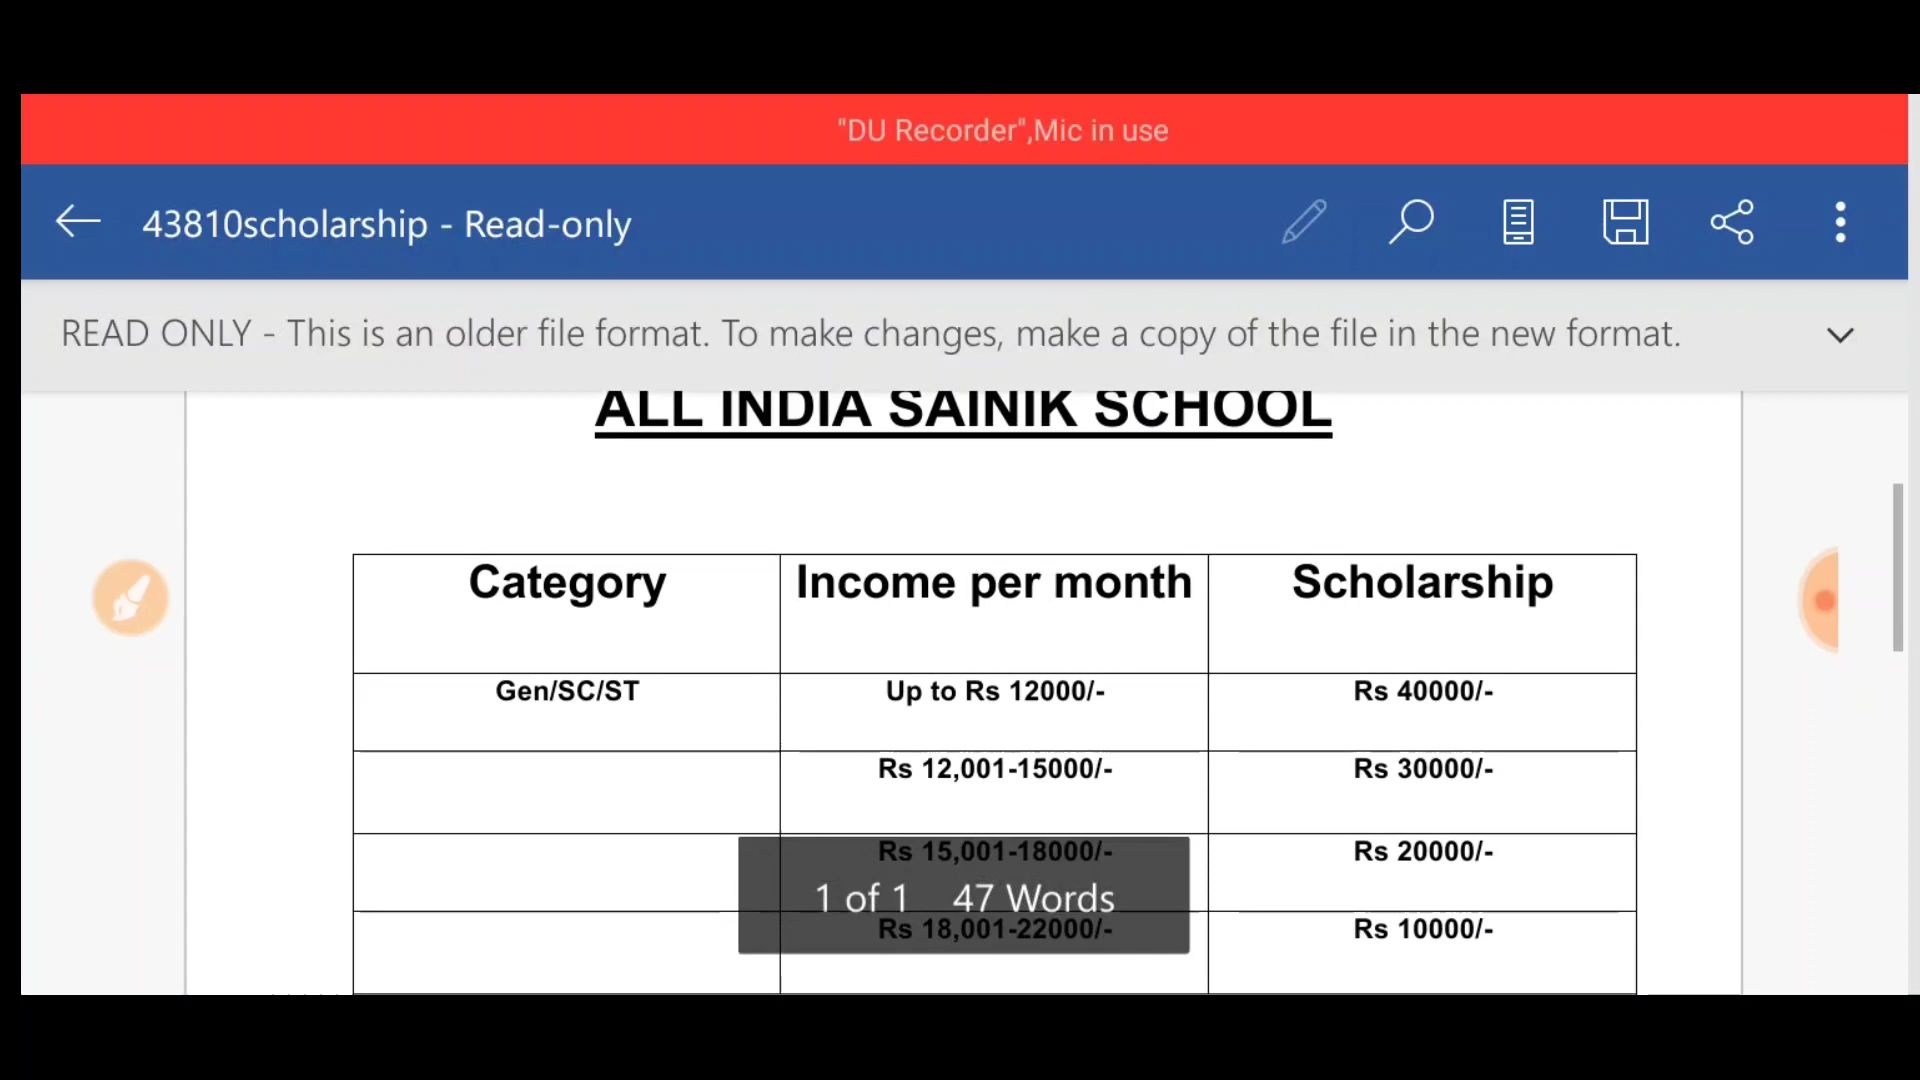 "DU Recorder",Mic in use
43810scholarship - Read-only
READ ONLY - This is an older file format. To make changes, make a copy of the file in the new format.
ALL INDIA SAINIK SCHOOL
Category Income per month Scholarship
Gen/SC/ST Up to Rs 12000/- Rs 40000/-
Rs 12,001-15000/- Rs 30000/-
Rs 15,001-18000/- Rs 20000/-
1 of 1 47 Words
Rs 18,001-22000/- Rs 10000/-